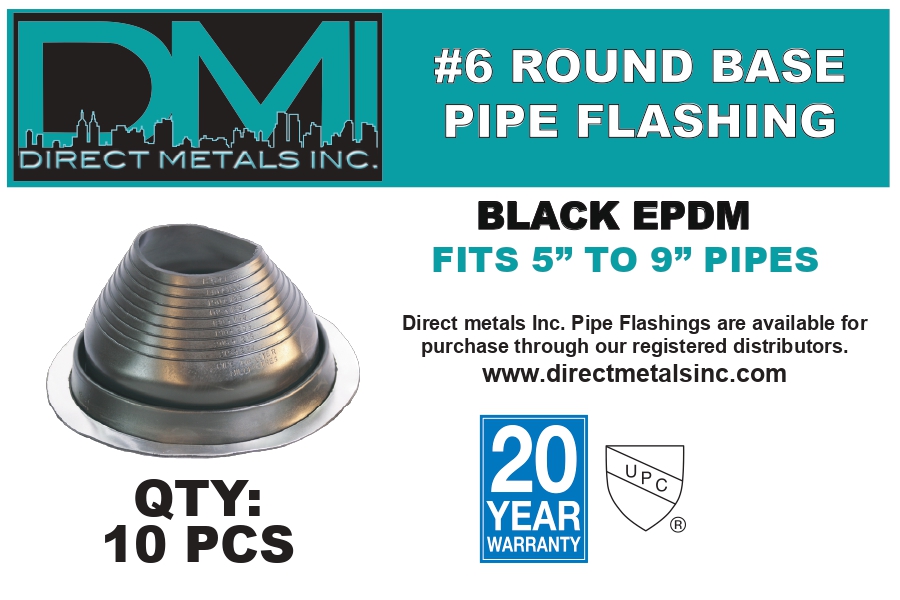 DMI
DIRECT METALS INC.
#6 ROUND BASE
PIPE FLASHING
BLACK EPDM
FITS 5” TO 9” PIPES
Direct metals Inc. Pipe Flashings are available for
purchase through our registered distributors.
www.directmetalsinc.com
QTY:
10 PCS
20
YEAR
WARRANTY
UPC
®